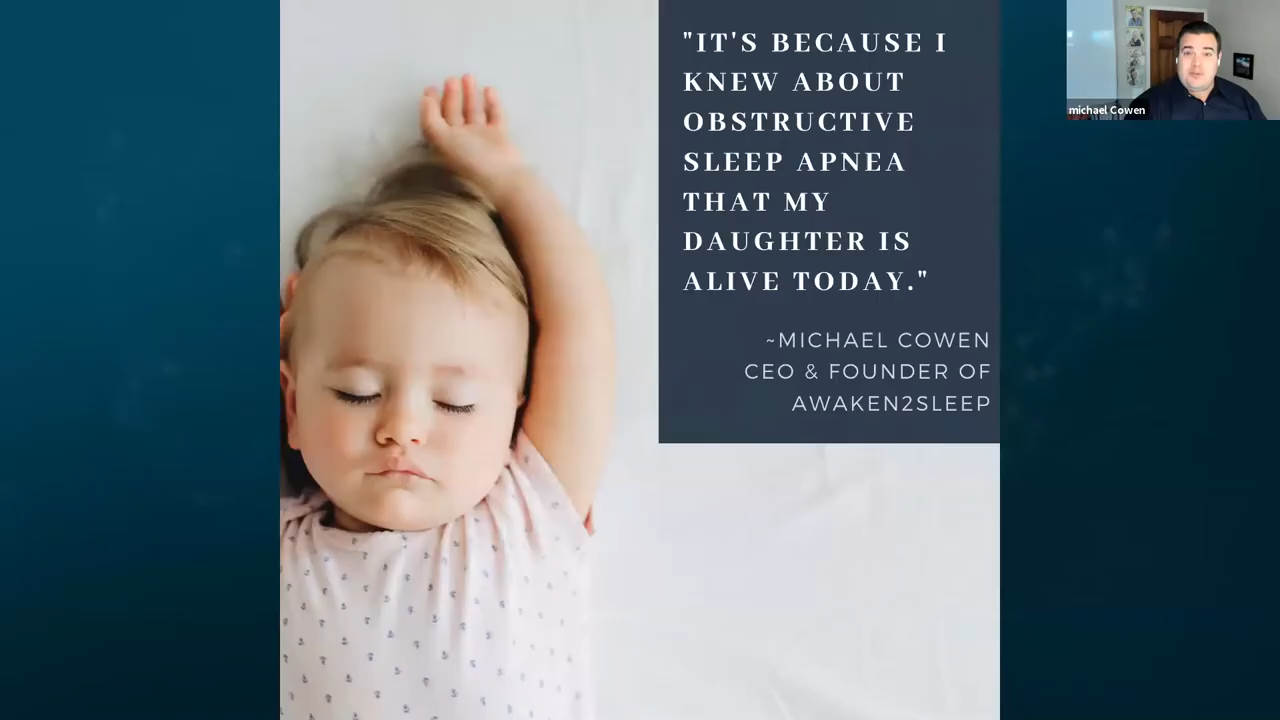 "IT'S BECAUSE I
KNEW ABOUT
OBSTRUCTIVE
SLEEP APNEA
THAT MY
DAUGHTER IS
ALIVE TODAY."
~MICHAEL COWEN
CEO & FOUNDER OF
AWAKEN2SLEEP
michael Cowen